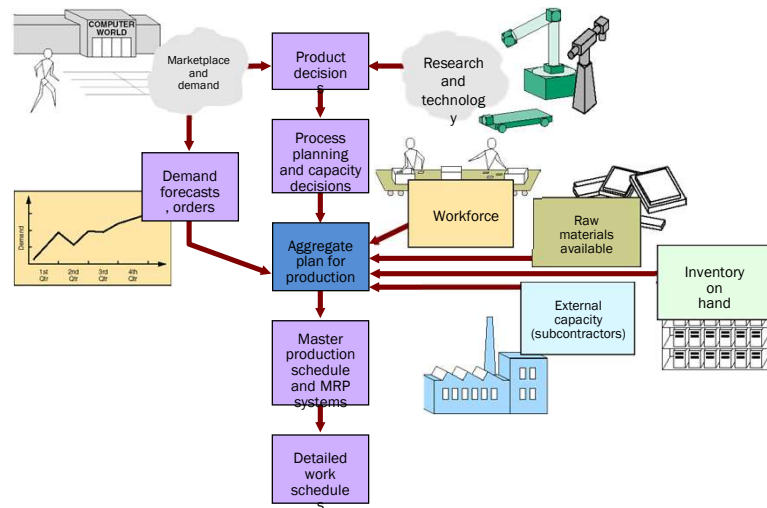 COMPUTER
WORLD
Marketplace
and
demand
Product
decision
s
Research
and
technolog
y
Process
planning
and capacity
decisions
Demand
forecasts
, orders
Workforce
Raw
materials
available
Demand
1st
Qtr
2nd
Qtr
3rd
Qtr
4th
Qtr
Aggregate
plan for
production
Inventory
on
hand
External
capacity
(subcontractors)
Master
production
schedule
and MRP
systems
Detailed
work
schedule
s